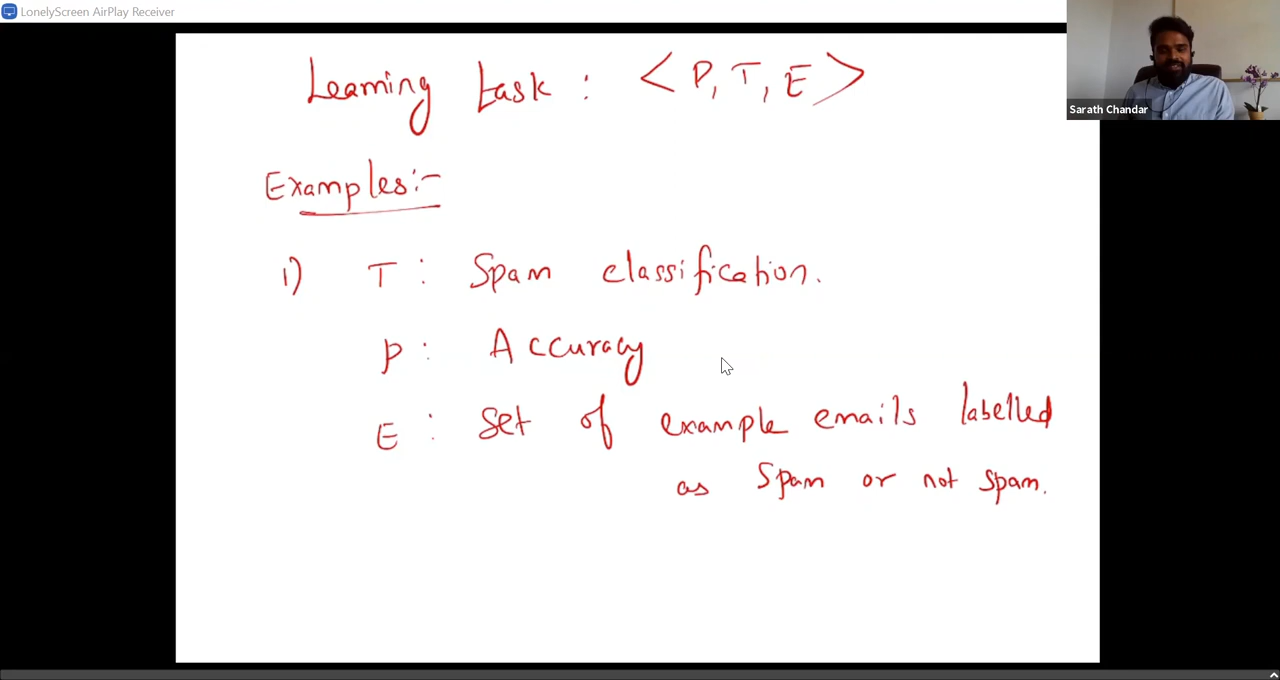 LonelyScreen AirPlay Receiver
Sarath Chandar
Learning task : < P, T, E >
Examples:-
1) T : Spam classification.
P : Accuracy
E : Set of example emails labelled
as Spam or not spam.